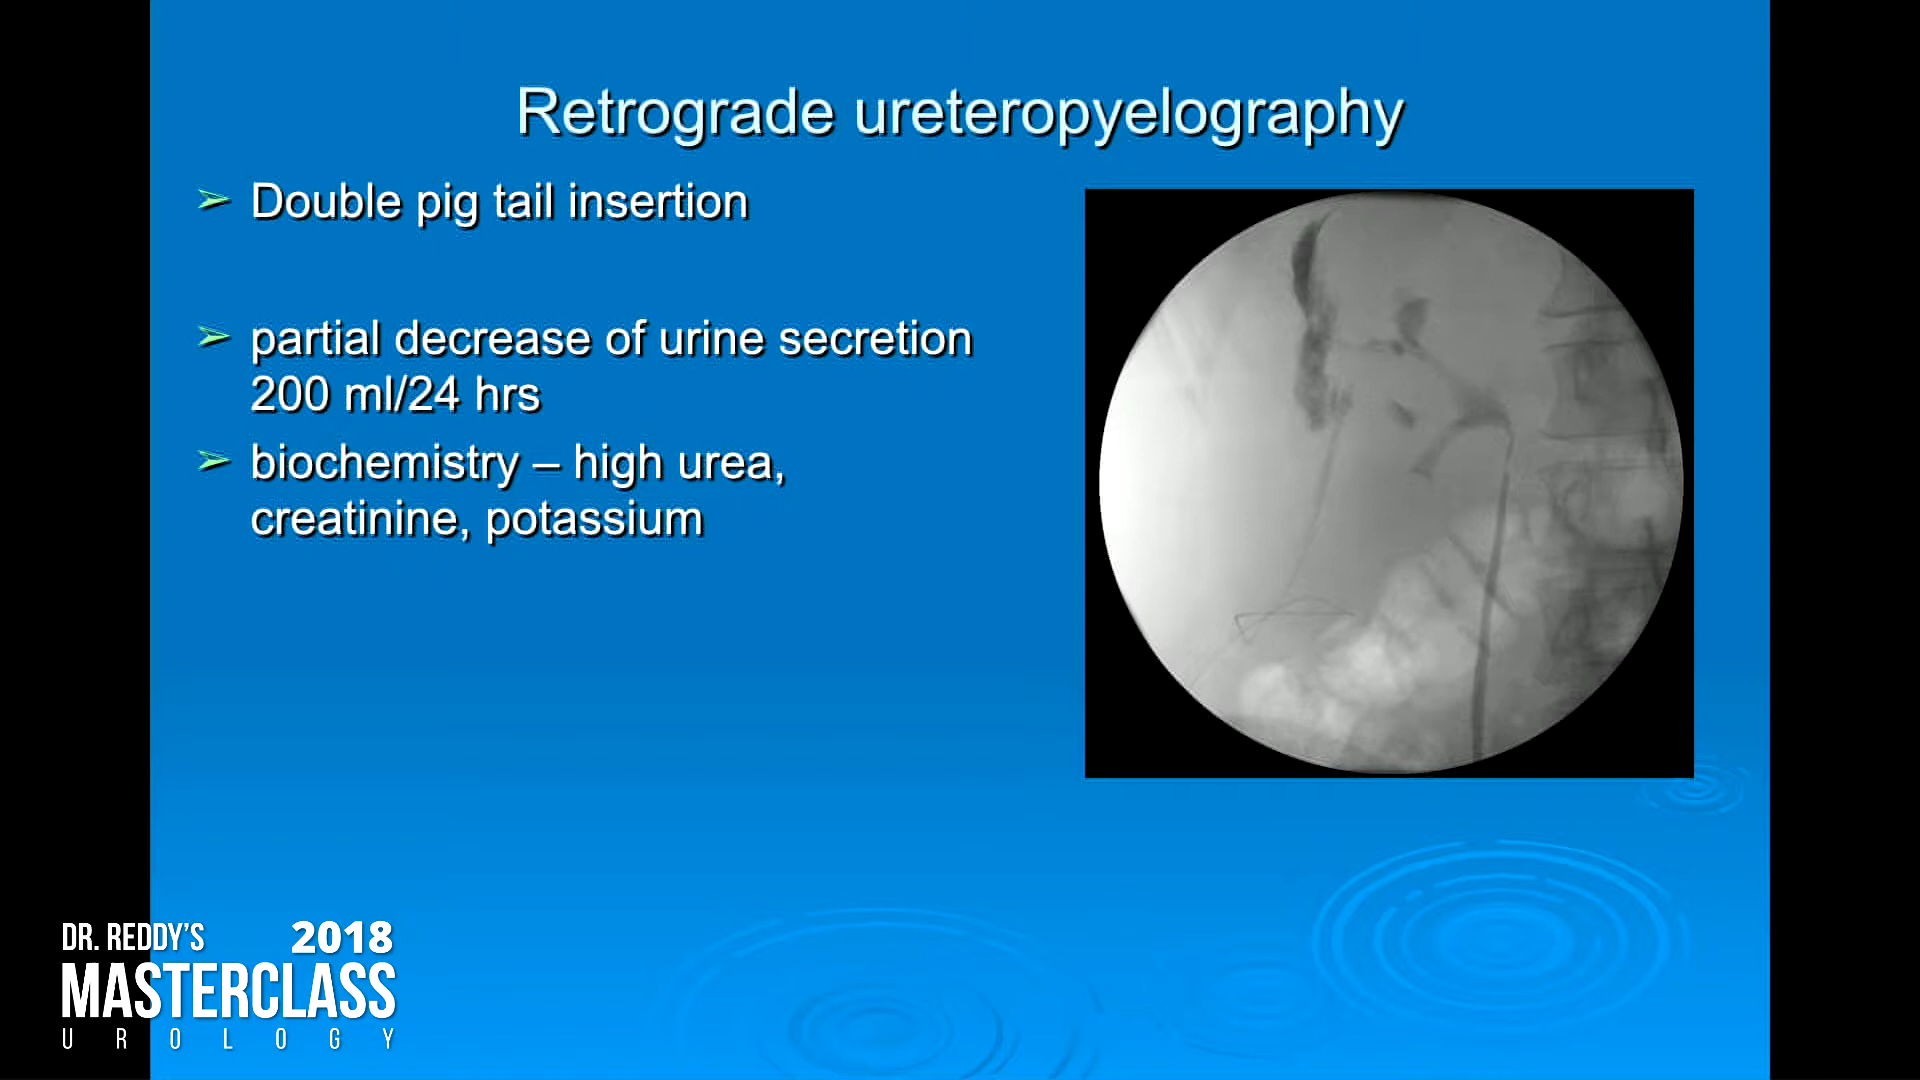 Retrograde ureteropyelography
➢ Double pig tail insertion
➢ partial decrease of urine secretion
200 ml/24 hrs
➢ biochemistry – high urea,
creatinine, potassium
DR. REDDY'S 2018
MASTERCLASS
UROLOGY